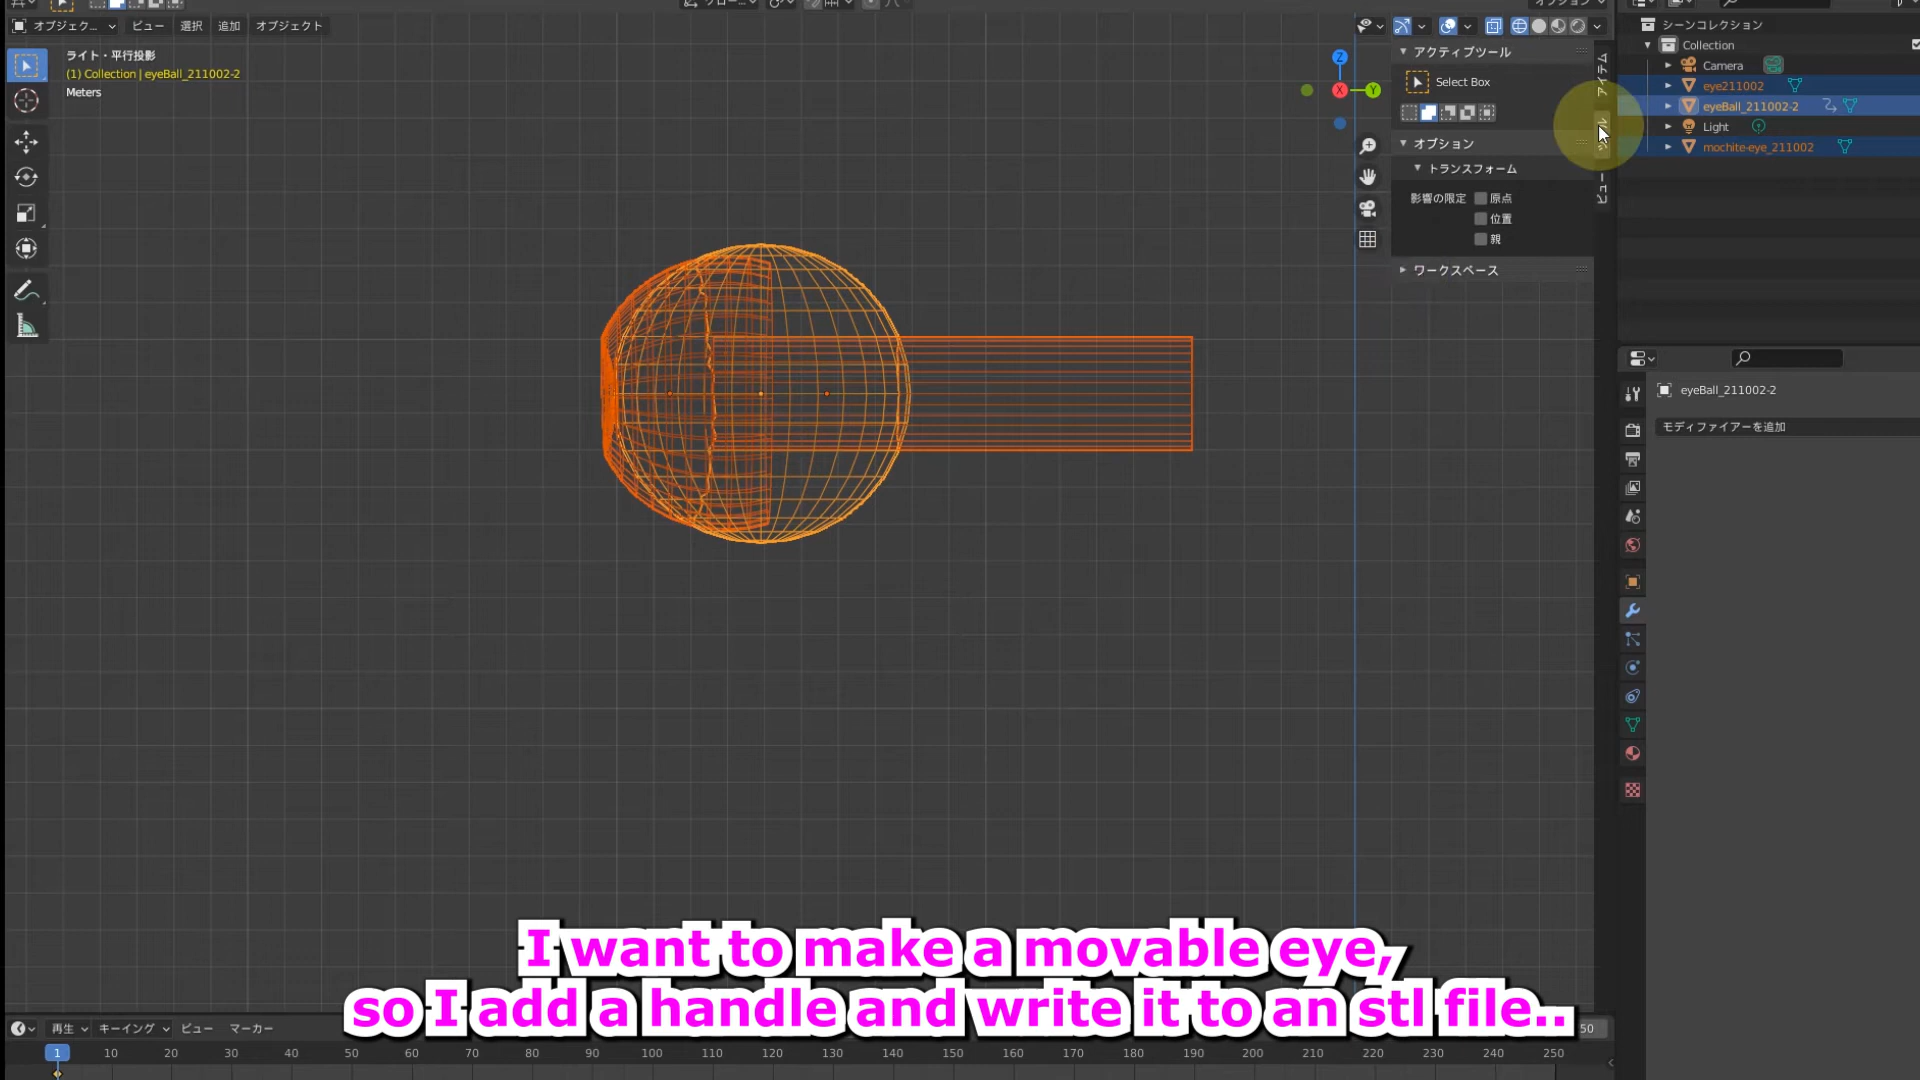 オブジェク...
ビュー
選択
追加
オブジェクト
ライト・平行投影
(1) Collection | eyeBall_211002-2
Meters
Z
X
Y
アクティブツール
Select Box
オプション
トランスフォーム
影響の限定
原点
位置
親
ワークスペース
アイテム
ビュー
シーンコレクション
Collection
Camera
eye211002
eyeBall_211002-2
Light
mochite-eye_211002
eyeBall_211002-2
モディファイアーを追加
I want to make a movable eye,
so I add a handle and write it to an stl file..
再生
キーイング
ビュー
マーカー
50
1
10
20
30
40
50
60
70
80
90
100
110
120
130
140
150
160
170
180
190
200
210
220
230
240
250